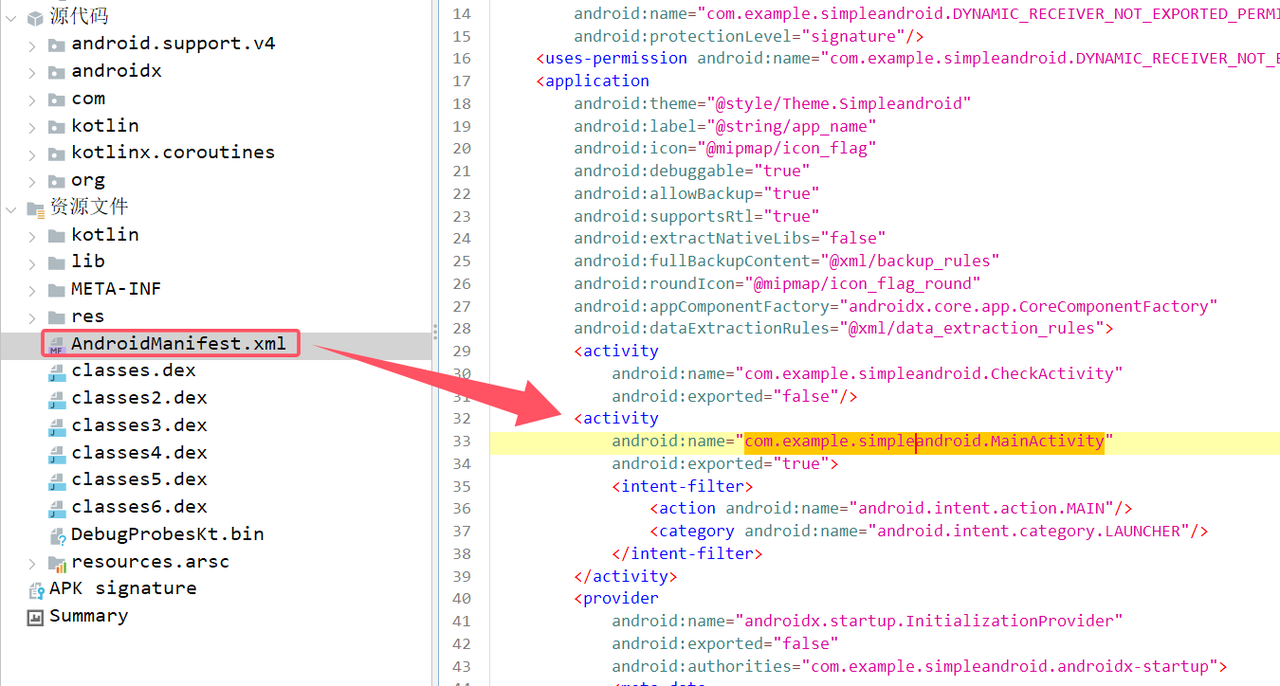 源代码
android.support.v4
androidx
com
kotlin
kotlinx.coroutines
org
资源文件
kotlin
lib
META-INF
res
AndroidManifest.xml
classes.dex
classes2.dex
classes3.dex
classes4.dex
classes5.dex
classes6.dex
DebugProbesKt.bin
resources.arsc
APK signature
Summary
14 android:name="com.example.simpleandroid.DYNAMIC_RECEIVER_NOT_EXPORTED_PERMI
15 android:protectionLevel="signature"/>
16 <uses-permission android:name="com.example.simpleandroid.DYNAMIC_RECEIVER_NOT_E
17 <application
18 android:theme="@style/Theme.Simpleandroid"
19 android:label="@string/app_name"
20 android:icon="@mipmap/icon_flag"
21 android:debuggable="true"
22 android:allowBackup="true"
23 android:supportsRtl="true"
24 android:extractNativeLibs="false"
25 android:fullBackupContent="@xml/backup_rules"
26 android:roundIcon="@mipmap/icon_flag_round"
27 android:appComponentFactory="androidx.core.app.CoreComponentFactory"
28 android:dataExtractionRules="@xml/data_extraction_rules">
29 <activity
30 android:name="com.example.simpleandroid.CheckActivity"
31 android:exported="false"/>
32 <activity
33 android:name="com.example.simpleandroid.MainActivity"
34 android:exported="true">
35 <intent-filter>
36 <action android:name="android.intent.action.MAIN"/>
37 <category android:name="android.intent.category.LAUNCHER"/>
38 </intent-filter>
39 </activity>
40 <provider
41 android:name="androidx.startup.InitializationProvider"
42 android:exported="false"
43 android:authorities="com.example.simpleandroid.androidx-startup">